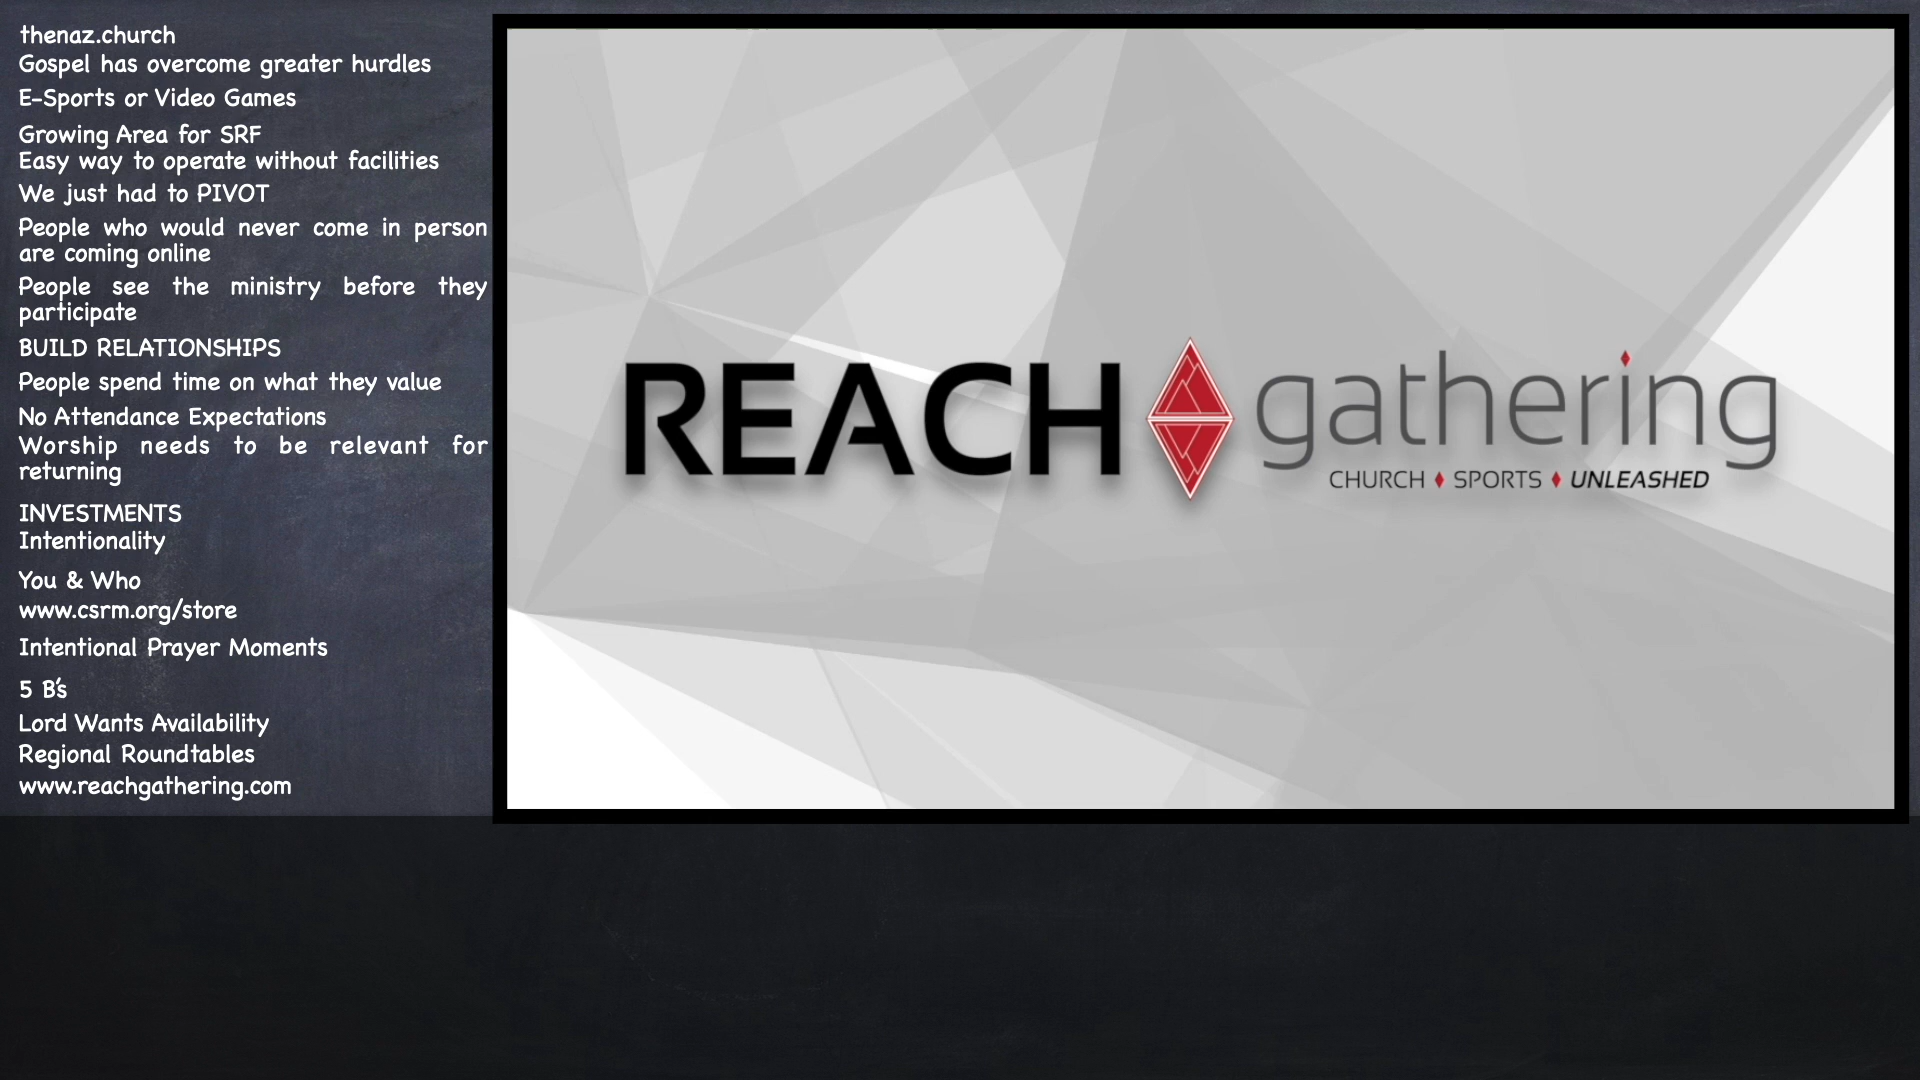 thenaz.church
Gospel has overcome greater hurdles
E-Sports or Video Games
Growing Area for SRF
Easy way to operate without facilities
We just had to PIVOT
People who would never come in person
are coming online
People see the ministry before they
participate
BUILD RELATIONSHIPS
People spend time on what they value
No Attendance Expectations
Worship needs to be relevant for
returning
INVESTMENTS
Intentionality
You & Who
www.csrm.org/store
Intentional Prayer Moments
5 B's
Lord Wants Availability
Regional Roundtables
www.reachgathering.com
REACH gathering
CHURCH ♦ SPORTS ♦ UNLEASHED